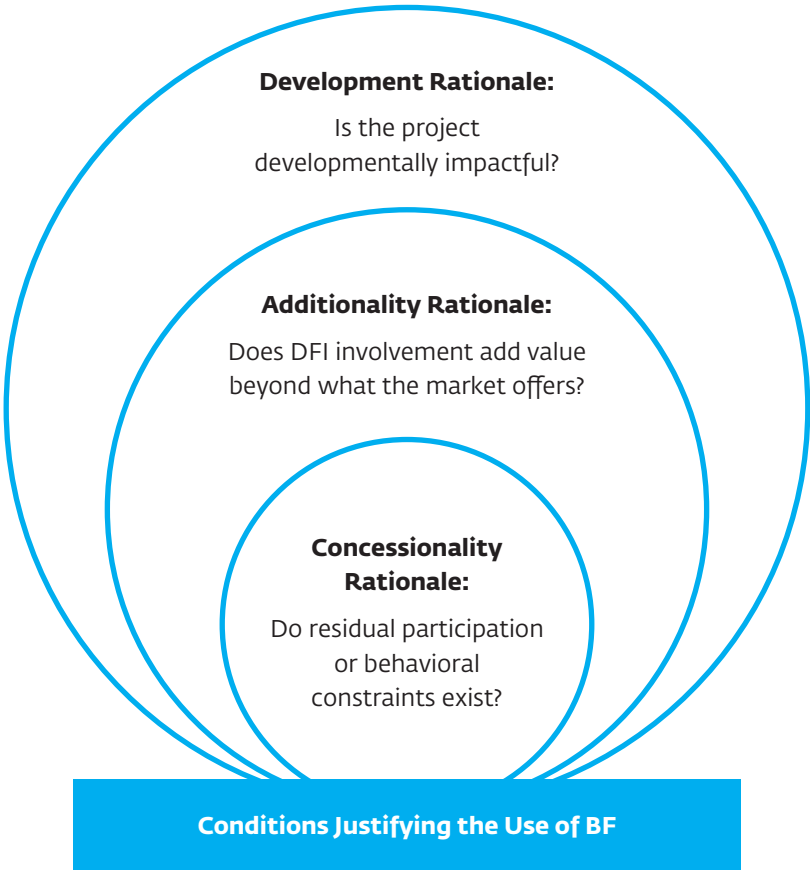 Development Rationale:
Is the project
developmentally impactful?
Additionality Rationale:
Does DFI involvement add value
beyond what the market offers?
Concessionality
Rationale:
Do residual participation
or behavioral
constraints exist?
Conditions Justifying the Use of BF